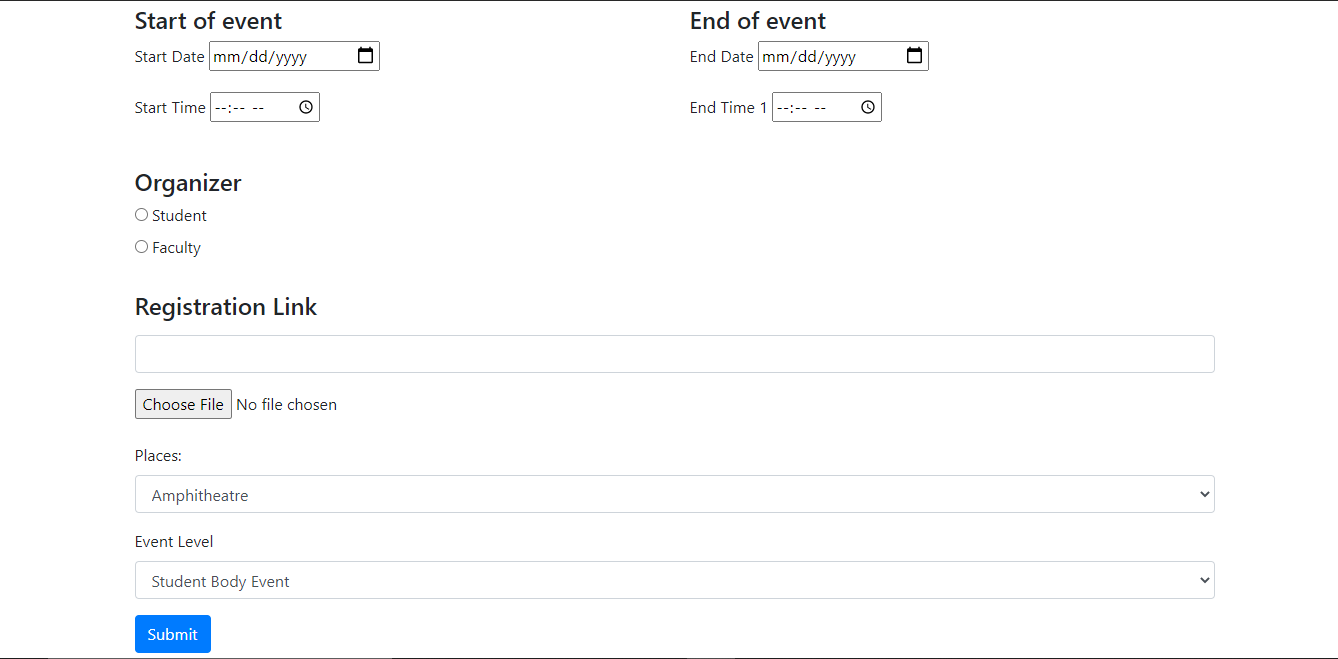 Start of event End of event
Start Date mm/dd/yyyy End Date mm/dd/yyyy
Start Time --:-- -- End Time 1 --:-- --
Organizer
Student
Faculty
Registration Link
Choose File No file chosen
Places:
Amphitheatre
Event Level
Student Body Event
Submit